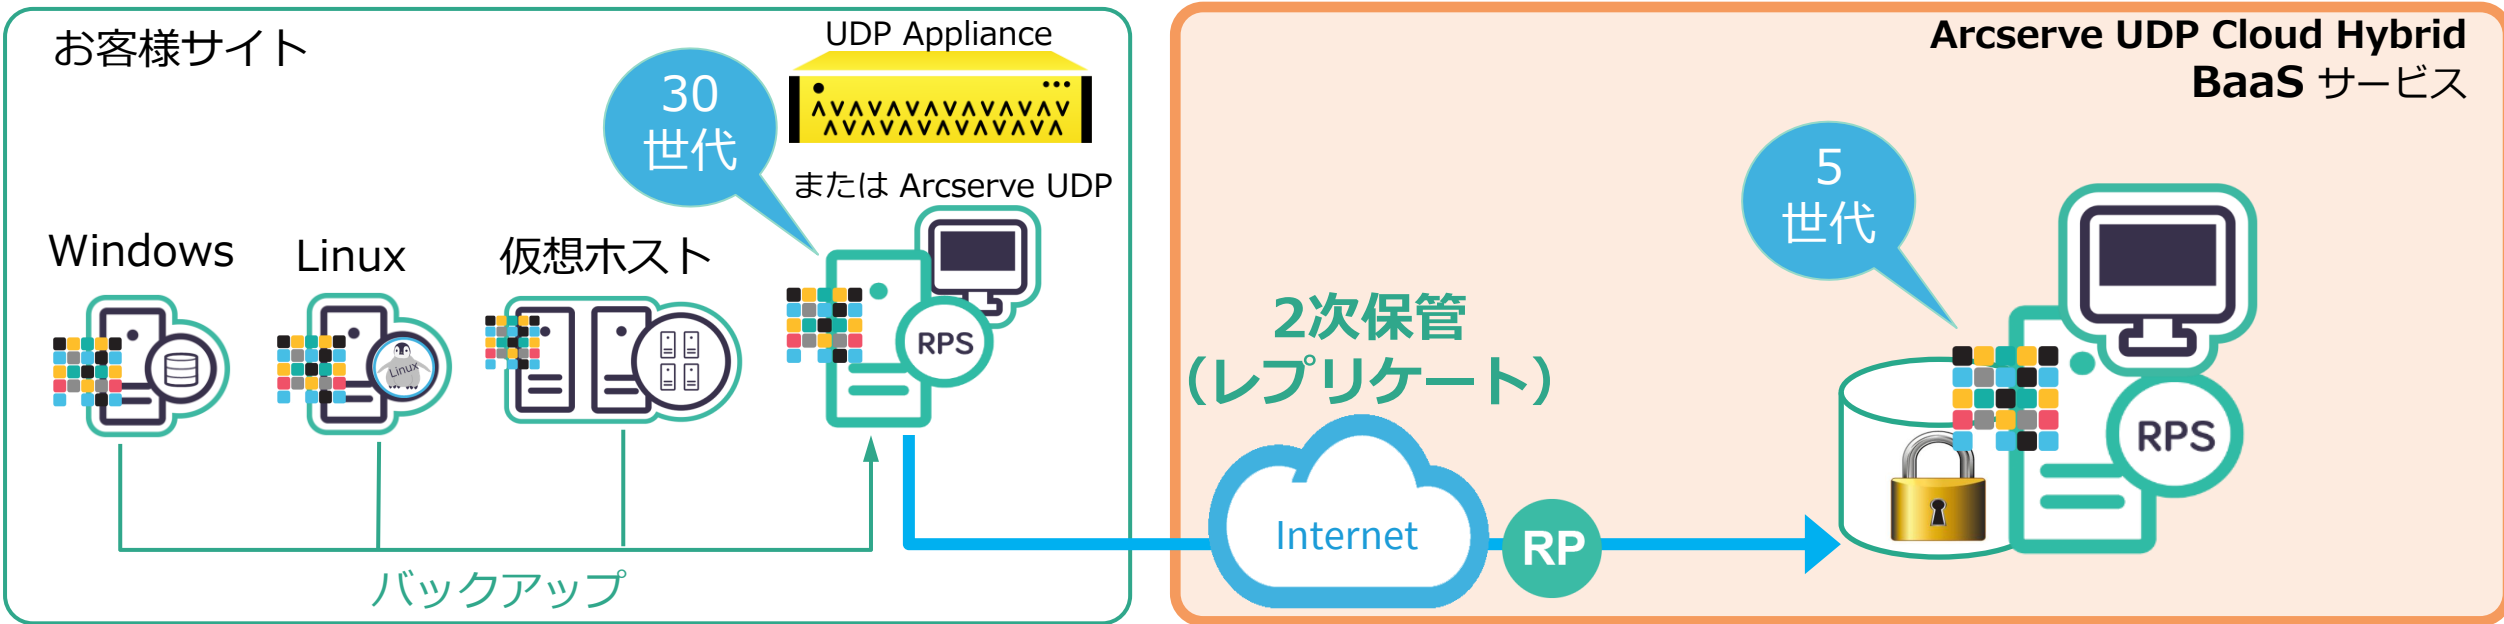 お客様サイト
UDP Appliance
30
世代
または Arcserve UDP
Windows
Linux
仮想ホスト
Linux
RPS
バックアップ
Arcserve UDP Cloud Hybrid
BaaS サービス
5
世代
2次保管
（レプリケート）
Internet
RP
RPS